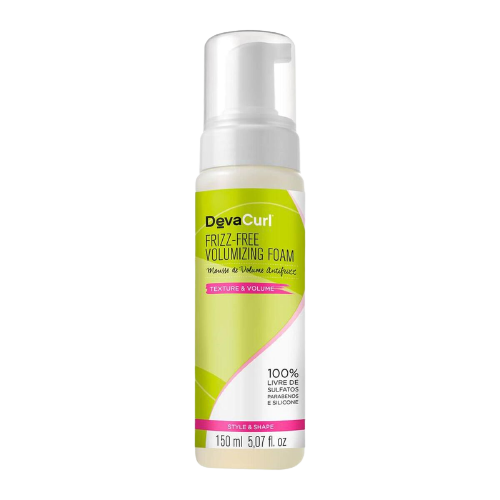 DevaCurl
FRIZZ-FREE
VOLUMIZING FOAM
Mousse de Volume Antifrizz
TEXTURE & VOLUME
100%
LIVRE DE
SULFATOS
PARABENOS
E SILICONE
STYLE & SHAPE
150 ml 5,07 fl. oz